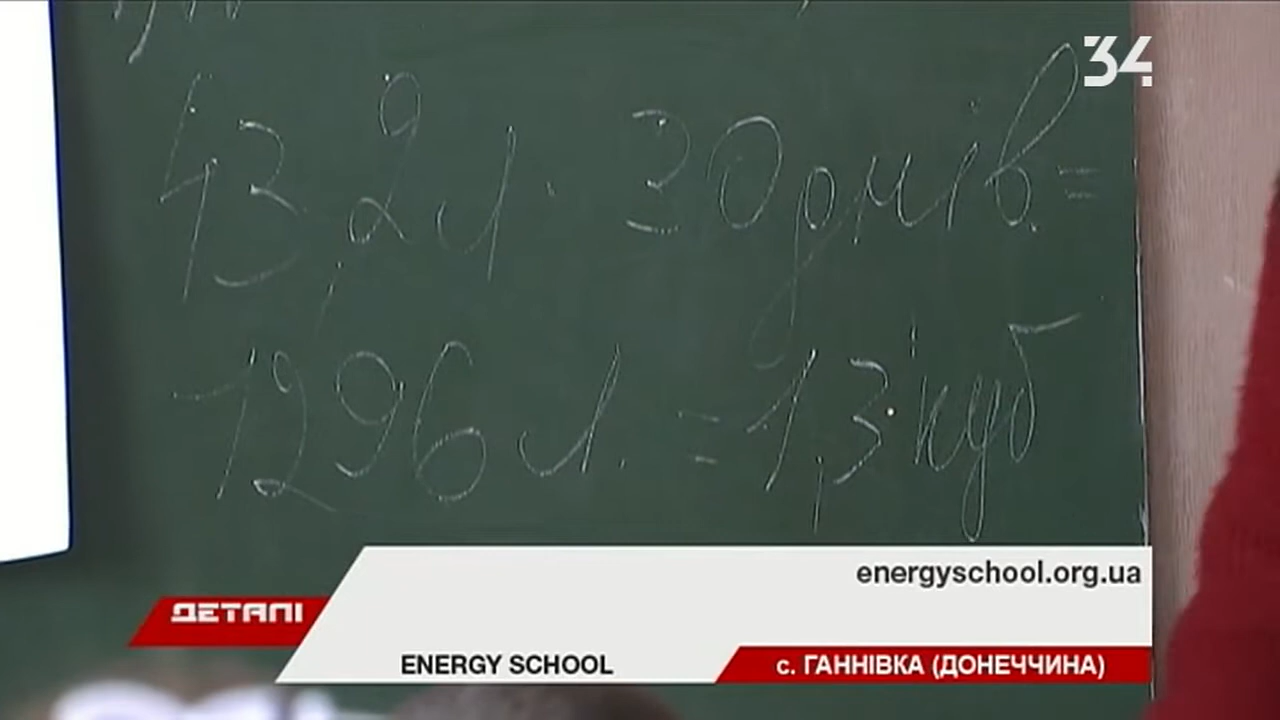 34
43,2 л · 30 днів =
1296 л. = 1,3 куб
energyschool.org.ua
ДЕТАЛІ
ENERGY SCHOOL
с. ГАННІВКА (ДОНЕЧЧИНА)